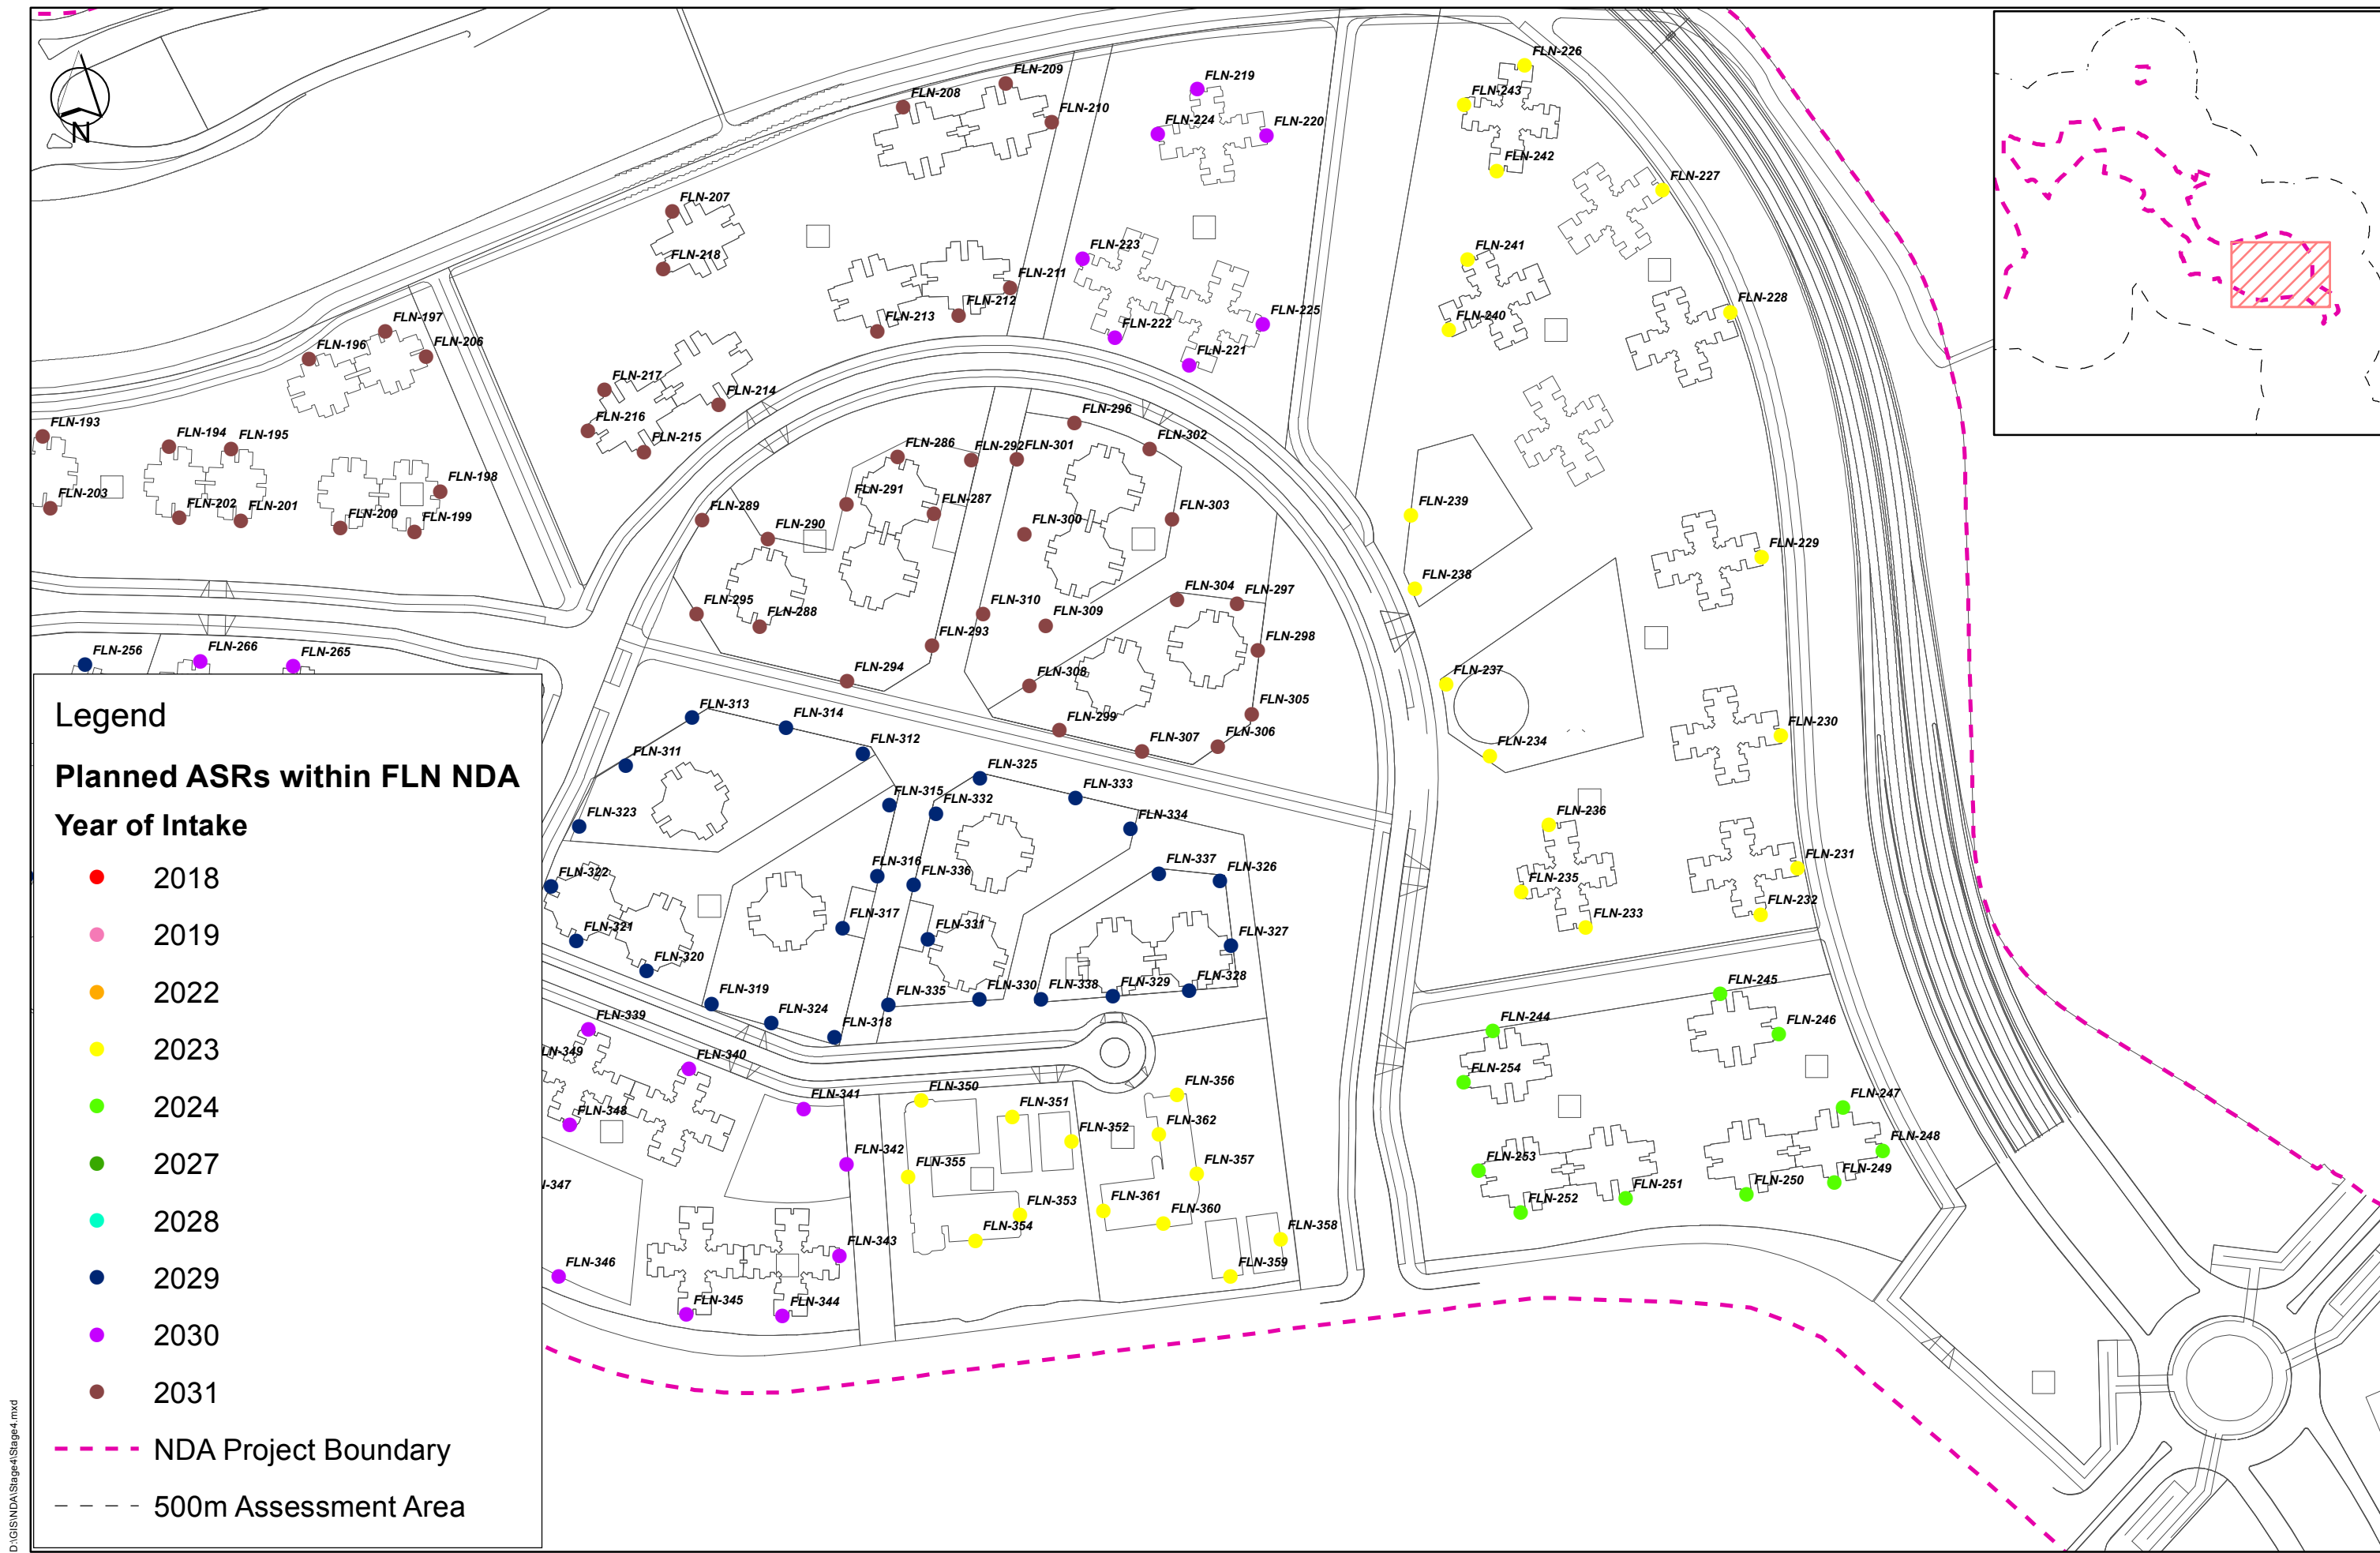 FLN-226
FLN-209
FLN-219
FLN-243
FLN-208
FLN-210
FLN-224
FLN-220
N
FLN-242
FLN-227
FLN-207
FLN-223
FLN-241
FLN-218
FLN-211
FLN-212
FLN-228
FLN-197
FLN-213
FLN-222
FLN-225
FLN-240
FLN-196
FLN-206
FLN-221
FLN-217
FLN-214
FLN-216
FLN-296
FLN-193
FLN-194
FLN-195
FLN-215
FLN-286
FLN-292
FLN-301
FLN-302
FLN-198
FLN-203
FLN-202
FLN-201
FLN-200
FLN-199
FLN-291
FLN-287
FLN-289
FLN-290
FLN-300
FLN-303
FLN-239
FLN-229
FLN-238
FLN-304
FLN-297
FLN-295
FLN-288
FLN-310
FLN-309
FLN-293
FLN-298
FLN-256
FLN-266
FLN-265
FLN-294
FLN-308
FLN-237
FLN-313
FLN-314
FLN-299
FLN-305
FLN-230
FLN-311
FLN-312
FLN-307
FLN-306
FLN-234
FLN-325
FLN-315
FLN-332
FLN-333
FLN-323
FLN-334
FLN-236
FLN-316
FLN-336
FLN-337
FLN-326
FLN-231
FLN-322
FLN-235
FLN-317
FLN-321
FLN-331
FLN-327
FLN-233
FLN-232
FLN-320
FLN-319
FLN-335
FLN-330
FLN-338
FLN-329
FLN-328
FLN-245
FLN-324
FLN-318
FLN-339
FLN-244
FLN-246
LN-349
FLN-340
FLN-254
FLN-341
FLN-350
FLN-351
FLN-356
FLN-247
FLN-348
FLN-352
FLN-362
FLN-342
FLN-248
FLN-253
FLN-355
FLN-357
FLN-249
-347
FLN-353
FLN-361
FLN-252
FLN-251
FLN-250
FLN-354
FLN-360
FLN-343
FLN-358
FLN-346
FLN-359
FLN-345
FLN-344
Legend
Planned ASRs within FLN NDA
Year of Intake
2018
2019
2022
2023
2024
2027
2028
2029
2030
2031
NDA Project Boundary
500m Assessment Area
D:\GIS\NDA\Stage4\Stage4.mxd